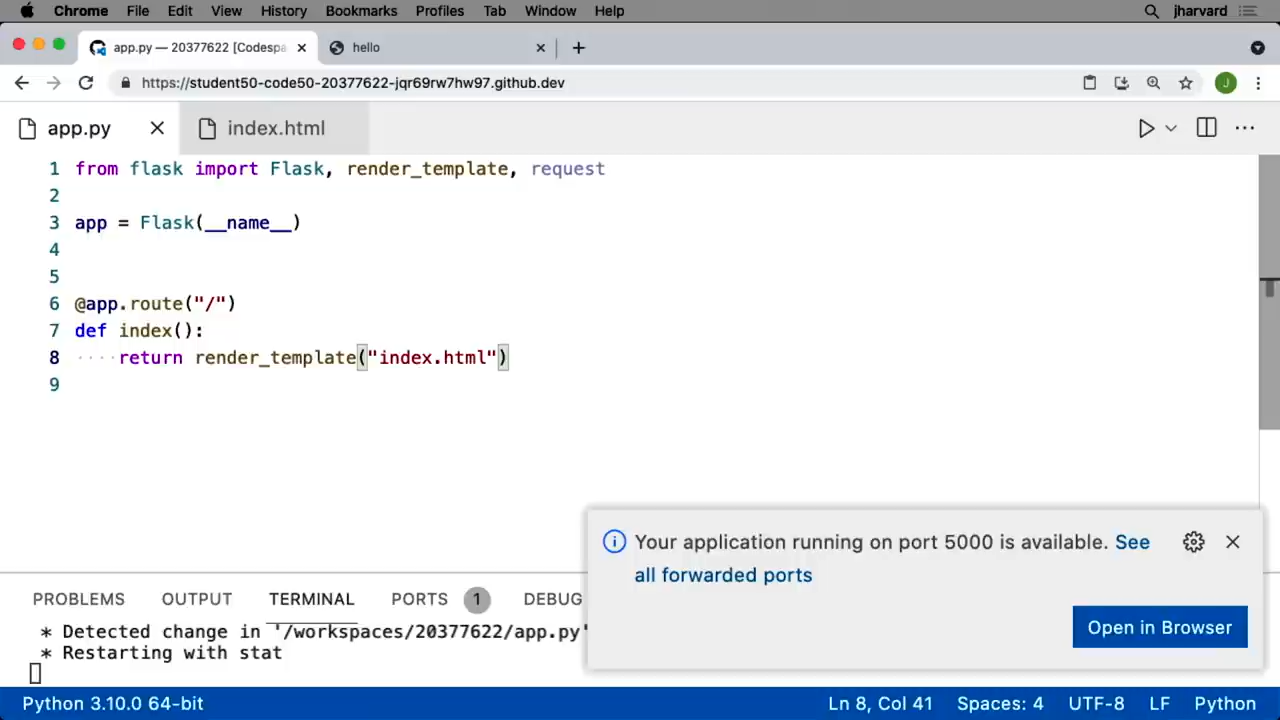 Chrome File Edit View History Bookmarks Profiles Tab Window Help jharvard
app.py — 20377622 [Codespa hello
https://student50-code50-20377622-jqr69rw7hw97.github.dev J
app.py index.html
1 from flask import Flask, render_template, request
2
3 app = Flask(__name__)
4
5
6 @app.route("/")
7 def index():
8 ····return render_template("index.html")
9
Your application running on port 5000 is available. See
all forwarded ports
Open in Browser
PROBLEMS OUTPUT TERMINAL PORTS 1 DEBUG
* Detected change in '/workspaces/20377622/app.py'
* Restarting with stat
Python 3.10.0 64-bit Ln 8, Col 41 Spaces: 4 UTF-8 LF Python